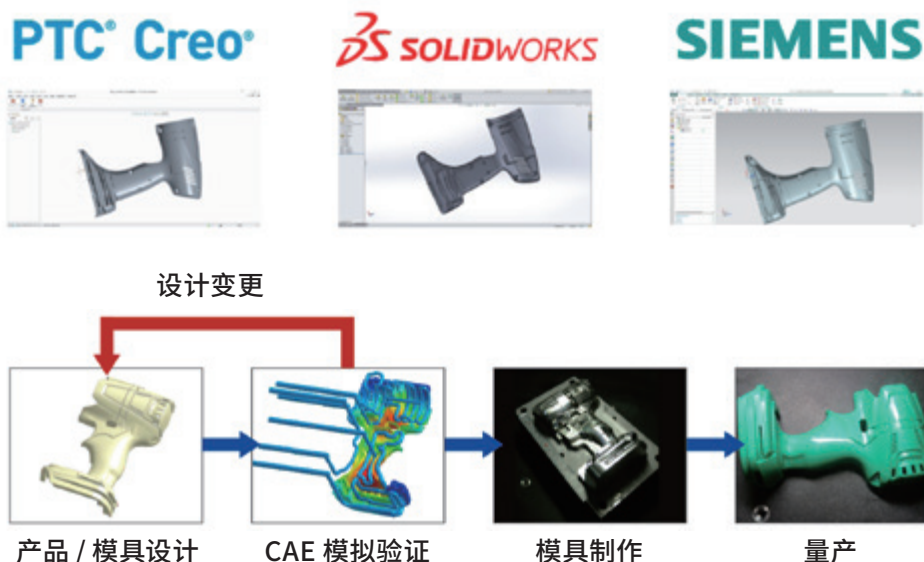 PTC® Creo®
SOLIDWORKS
SIEMENS
设计变更
产品 / 模具设计
CAE 模拟验证
模具制作
量产